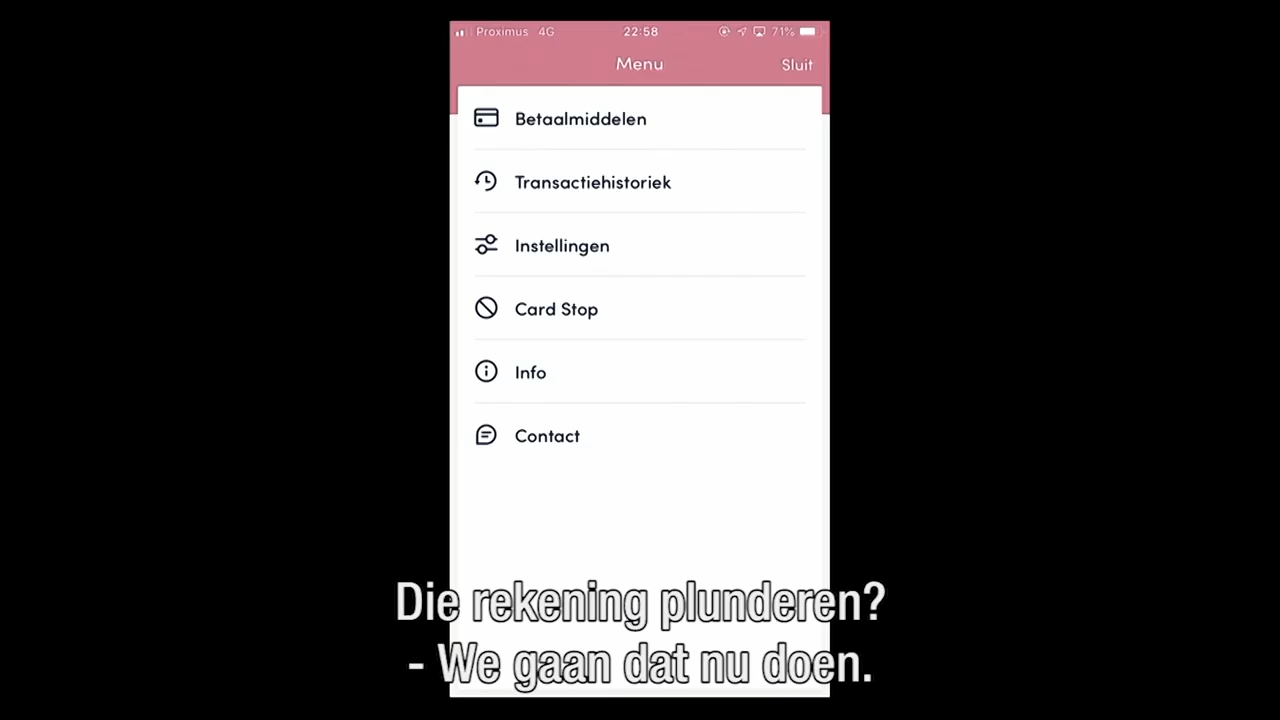 Proximus 4G 22:58 71%
Menu Sluit
Betaalmiddelen
Transactiehistoriek
Instellingen
Card Stop
Info
Contact
Die rekening plunderen?
- We gaan dat nu doen.